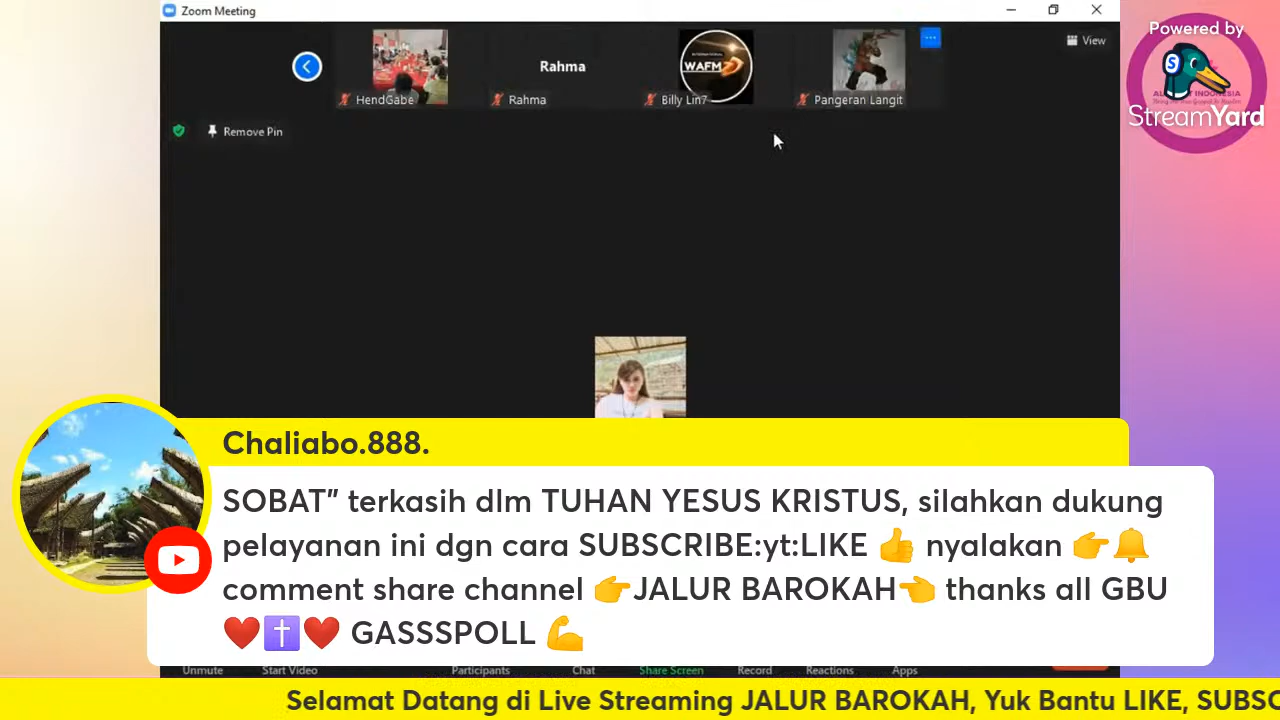 Zoom Meeting
Powered by
StreamYard
View
Rahma
WAFM
HendGabe
Rahma
Billy Lin7
Pangeran Langit
Remove Pin
Chaliabo.888.
SOBAT” terkasih dlm TUHAN YESUS KRISTUS, silahkan dukung
pelayanan ini dgn cara SUBSCRIBE:yt:LIKE 👍 nyalakan 👉🔔
comment share channel 👉JALUR BAROKAH👈 thanks all GBU
❤️✝️❤️ GASSSPOLL 💪
Unmute Start Video Participants Chat Share Screen Record Reactions Apps
Selamat Datang di Live Streaming JALUR BAROKAH, Yuk Bantu LIKE, SUBSC